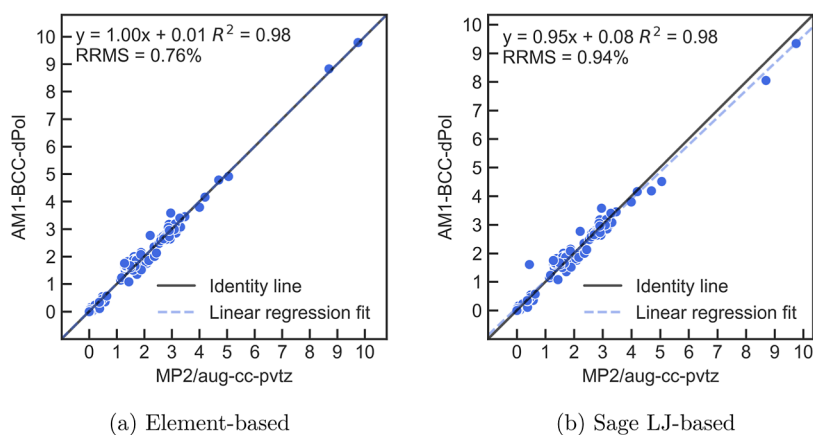 y = 1.00x + 0.01 R² = 0.98
RRMS = 0.76%
10
9
8
7
6
5
4
3
2
1
0
AM1-BCC-dPol
Identity line
Linear regression fit
0 1 2 3 4 5 6 7 8 9 10
MP2/aug-cc-pvtz
(a) Element-based
y = 0.95x + 0.08 R² = 0.98
RRMS = 0.94%
10
9
8
7
6
5
4
3
2
1
0
AM1-BCC-dPol
Identity line
Linear regression fit
0 1 2 3 4 5 6 7 8 9 10
MP2/aug-cc-pvtz
(b) Sage LJ-based